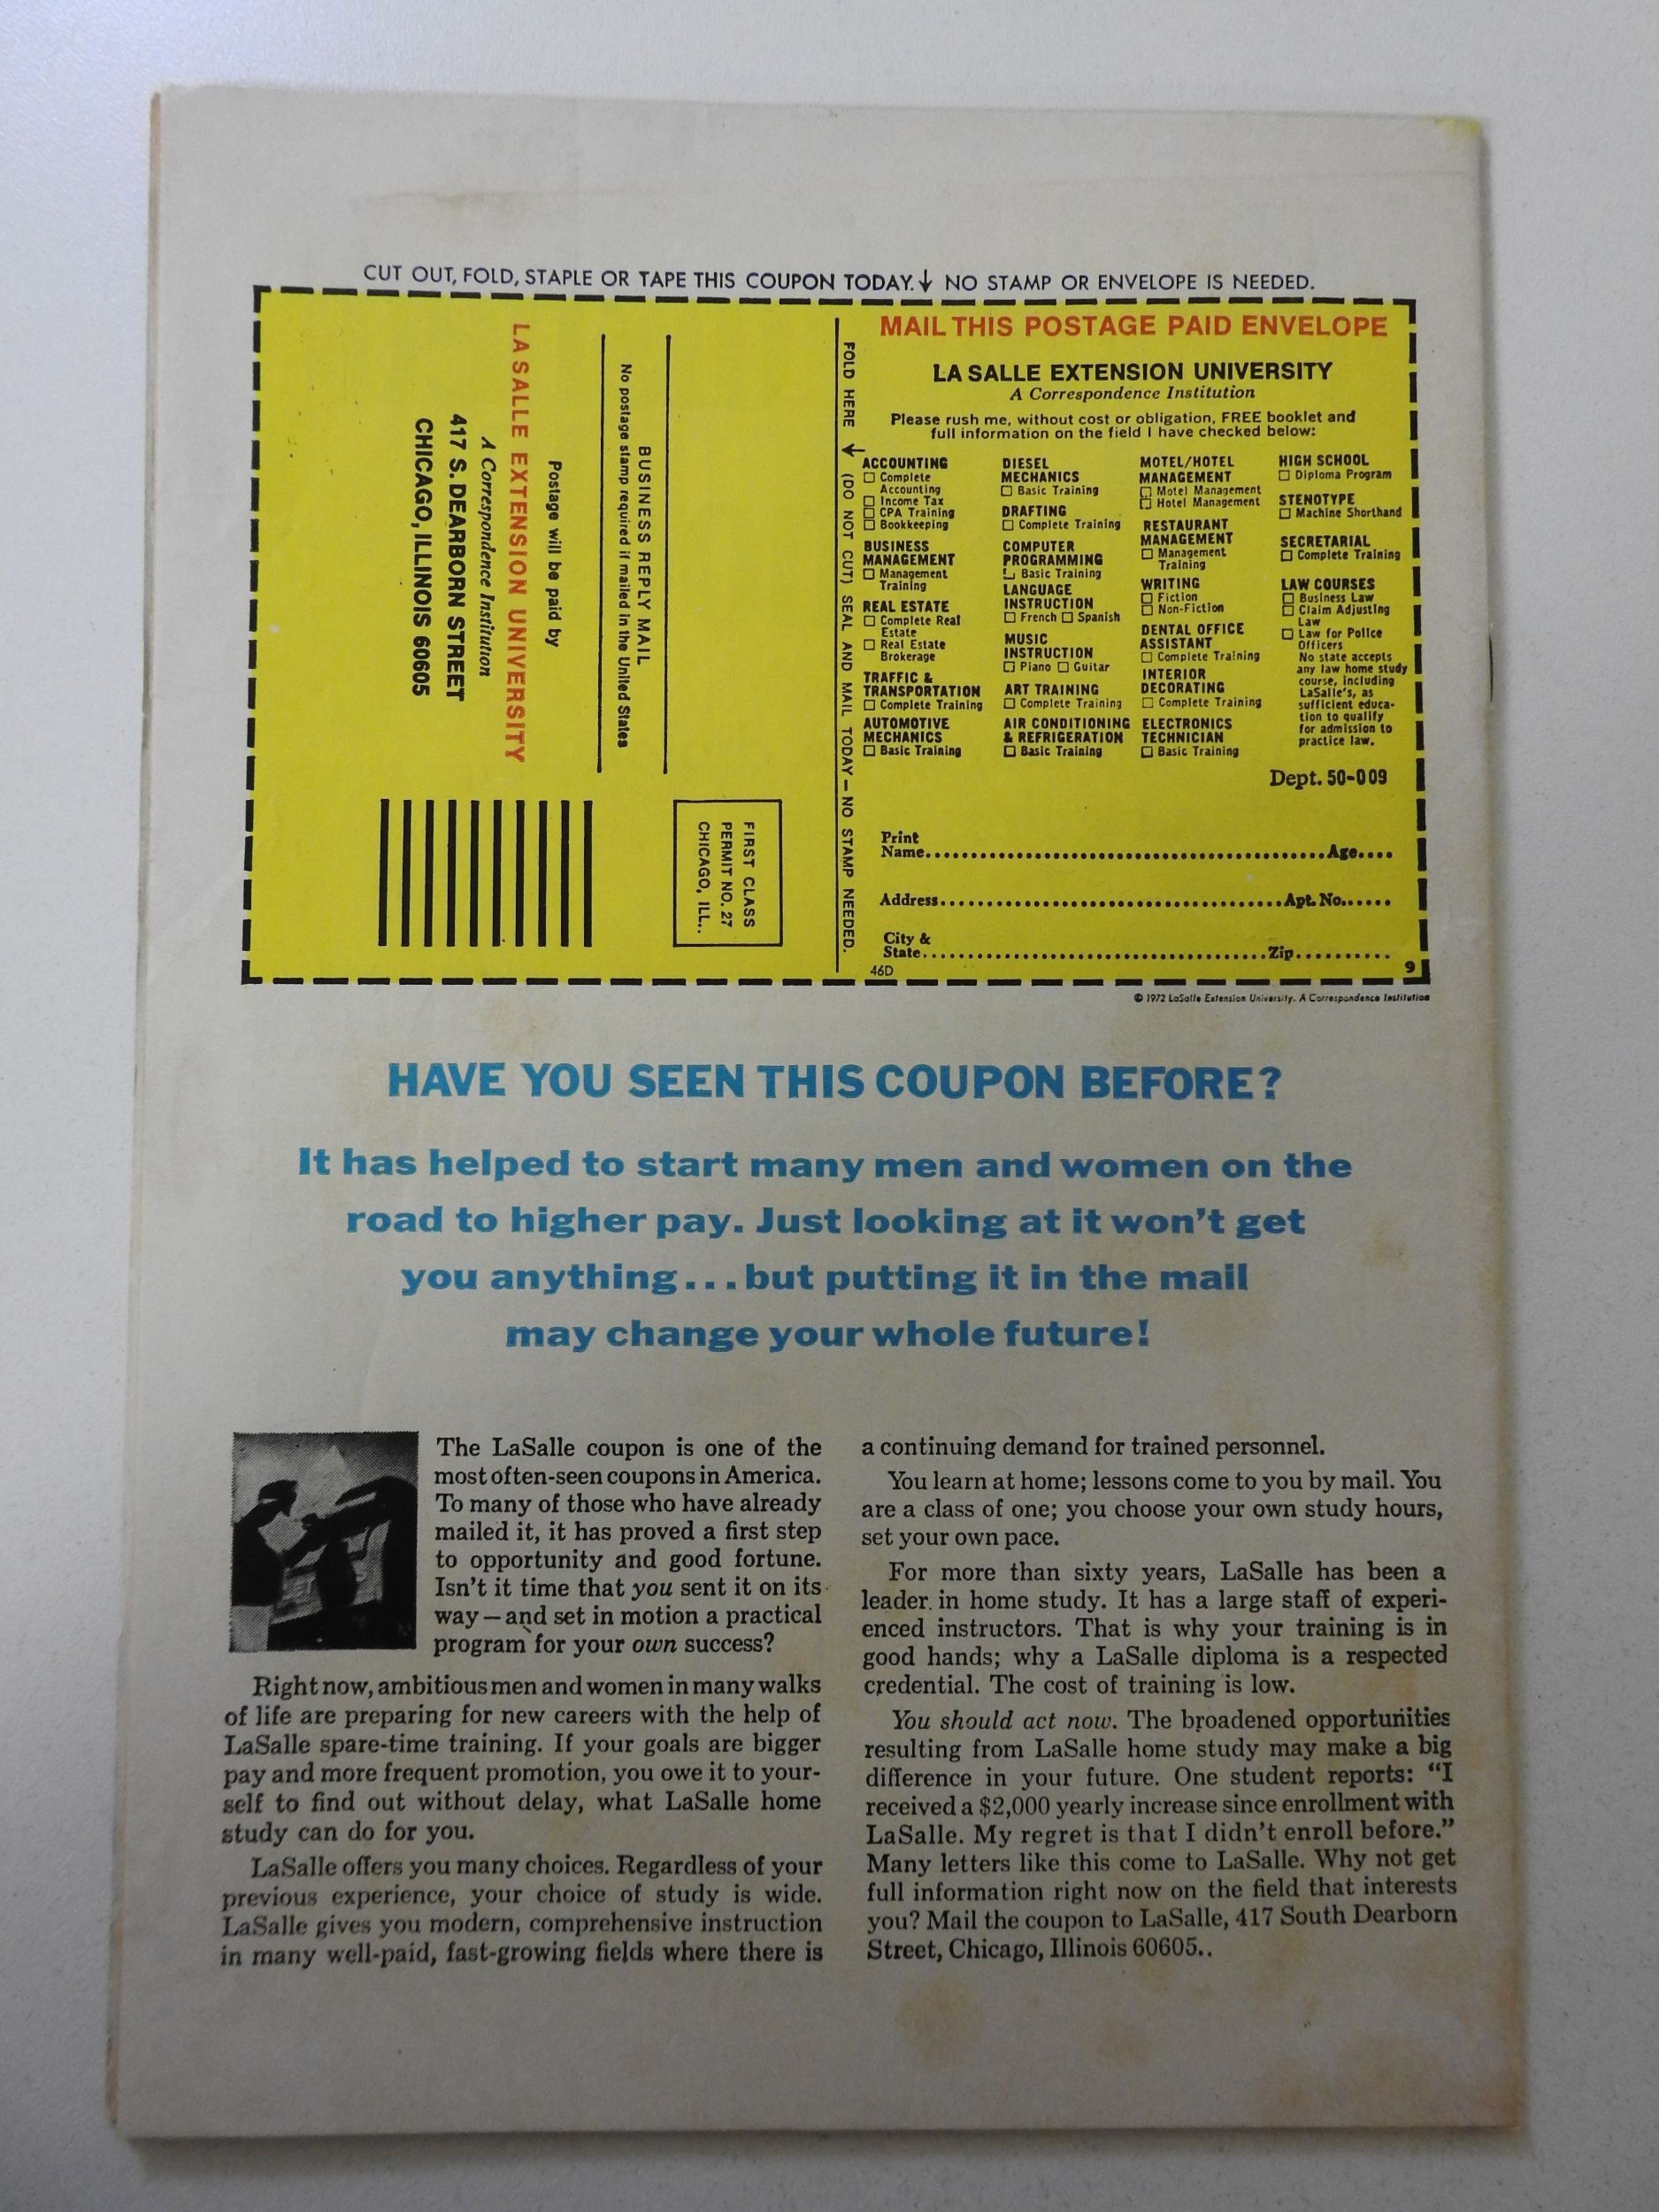 CUT OUT, FOLD, STAPLE OR TAPE THIS COUPON TODAY.↓ NO STAMP OR ENVELOPE IS NEEDED.
BUSINESS REPLY MAIL
No postage stamp required if mailed in the United States
Postage will be paid by
LA SALLE EXTENSION UNIVERSITY
A Correspondence Institution
417 S. DEARBORN STREET
CHICAGO, ILLINOIS 60605
FIRST CLASS
PERMIT NO. 27
CHICAGO, ILL..
FOLD HERE ↓ (DO NOT CUT) SEAL AND MAIL TODAY — NO STAMP NEEDED.
MAIL THIS POSTAGE PAID ENVELOPE
LA SALLE EXTENSION UNIVERSITY
A Correspondence Institution
Please rush me, without cost or obligation, FREE booklet and
full information on the field I have checked below:
ACCOUNTING
☐ Complete
Accounting
☐ Income Tax
☐ CPA Training
☐ Bookkeeping
BUSINESS
MANAGEMENT
☐ Management
Training
REAL ESTATE
☐ Complete Real
Estate
☐ Real Estate
Brokerage
TRAFFIC &
TRANSPORTATION
☐ Complete Training
AUTOMOTIVE
MECHANICS
☐ Basic Training
DIESEL
MECHANICS
☐ Basic Training
DRAFTING
☐ Complete Training
COMPUTER
PROGRAMMING
☐ Basic Training
LANGUAGE
INSTRUCTION
☐ French ☐ Spanish
MUSIC
INSTRUCTION
☐ Piano ☐ Guitar
ART TRAINING
☐ Complete Training
AIR CONDITIONING
& REFRIGERATION
☐ Basic Training
MOTEL/HOTEL
MANAGEMENT
☐ Motel Management
☐ Hotel Management
RESTAURANT
MANAGEMENT
☐ Management
Training
WRITING
☐ Fiction
☐ Non-Fiction
DENTAL OFFICE
ASSISTANT
☐ Complete Training
INTERIOR
DECORATING
☐ Complete Training
ELECTRONICS
TECHNICIAN
☐ Basic Training
HIGH SCHOOL
☐ Diploma Program
STENOTYPE
☐ Machine Shorthand
SECRETARIAL
☐ Complete Training
LAW COURSES
☐ Business Law
☐ Claim Adjusting
Law
☐ Law for Police
Officers
No state accepts
any law home study
course, including
LaSalle's, as
sufficient educa-
tion to qualify
for admission to
practice law.
Dept. 50-009
Print
Name..........Age....
Address..........Apt. No......
City &
State..........Zip..........
46D
9
© 1972 LaSalle Extension University. A Correspondence Institution
HAVE YOU SEEN THIS COUPON BEFORE?
It has helped to start many men and women on the
road to higher pay. Just looking at it won't get
you anything...but putting it in the mail
may change your whole future!
The LaSalle coupon is one of the
most often-seen coupons in America.
To many of those who have already
mailed it, it has proved a first step
to opportunity and good fortune.
Isn't it time that you sent it on its
way—and set in motion a practical
program for your own success?
Right now, ambitious men and women in many walks
of life are preparing for new careers with the help of
LaSalle spare-time training. If your goals are bigger
pay and more frequent promotion, you owe it to your-
self to find out without delay, what LaSalle home
study can do for you.
LaSalle offers you many choices. Regardless of your
previous experience, your choice of study is wide.
LaSalle gives you modern, comprehensive instruction
in many well-paid, fast-growing fields where there is
a continuing demand for trained personnel.
You learn at home; lessons come to you by mail. You
are a class of one; you choose your own study hours,
set your own pace.
For more than sixty years, LaSalle has been a
leader in home study. It has a large staff of experi-
enced instructors. That is why your training is in
good hands; why a LaSalle diploma is a respected
credential. The cost of training is low.
You should act now. The broadened opportunities
resulting from LaSalle home study may make a big
difference in your future. One student reports: "I
received a $2,000 yearly increase since enrollment with
LaSalle. My regret is that I didn't enroll before."
Many letters like this come to LaSalle. Why not get
full information right now on the field that interests
you? Mail the coupon to LaSalle, 417 South Dearborn
Street, Chicago, Illinois 60605..